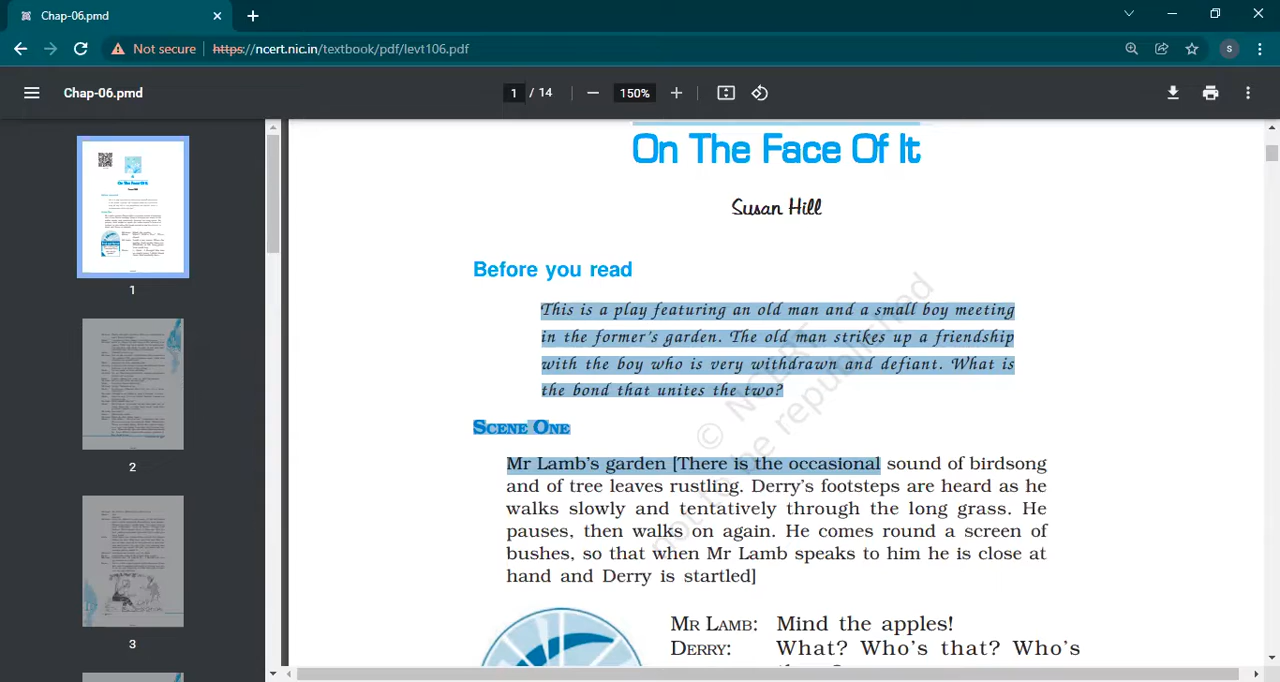 Chap-06.pmd
Not secure
https://ncert.nic.in/textbook/pdf/levt106.pdf
S
Chap-06.pmd
1 / 14
150%
1
2
3
On The Face Of It
Susan Hill
Before you read
This is a play featuring an old man and a small boy meeting
in the former's garden. The old man strikes up a friendship
with the boy who is very withdrawn and defiant. What is
the bond that unites the two?
SCENE ONE
Mr Lamb's garden [There is the occasional sound of birdsong
and of tree leaves rustling. Derry's footsteps are heard as he
walks slowly and tentatively through the long grass. He
pauses, then walks on again. He comes round a screen of
bushes, so that when Mr Lamb speaks to him he is close at
hand and Derry is startled]
MR LAMB: Mind the apples!
DERRY: What? Who's that? Who's
© NCERT
not to be republished